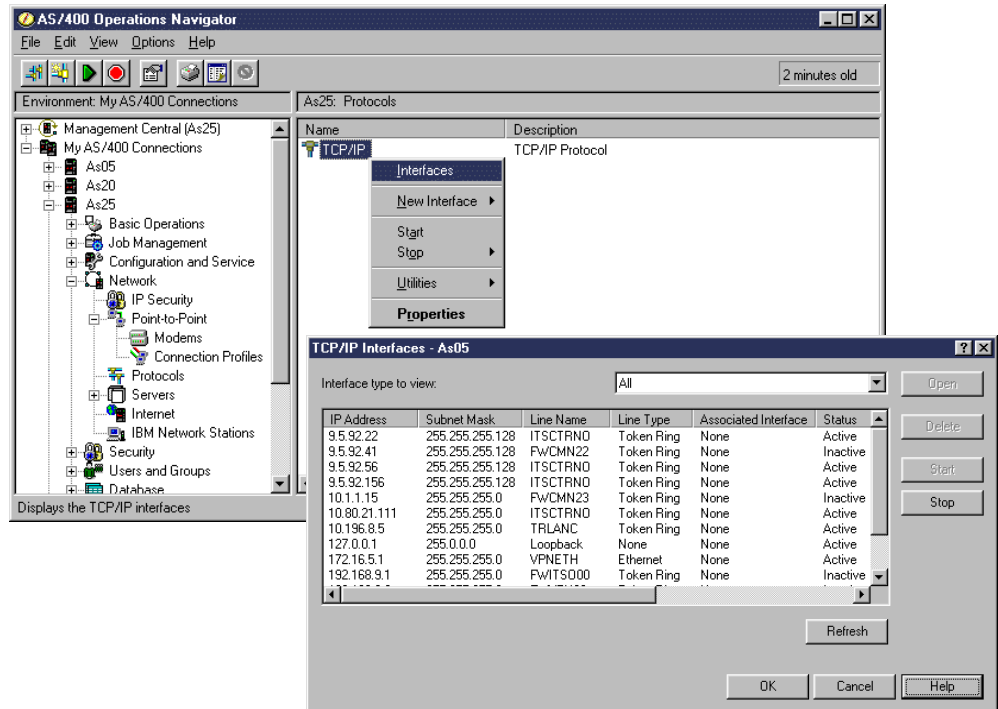 AS/400 Operations Navigator
File Edit View Options Help
2 minutes old
Environment: My AS/400 Connections
As25: Protocols
Management Central (As25)
My AS/400 Connections
As05
As20
As25
Basic Operations
Job Management
Configuration and Service
Network
IP Security
Point-to-Point
Modems
Connection Profiles
Protocols
Servers
Internet
IBM Network Stations
Security
Users and Groups
Database
Name Description
TCP/IP TCP/IP Protocol
Interfaces
New Interface
Start
Stop
Utilities
Properties
Displays the TCP/IP interfaces
TCP/IP Interfaces - As05
Interface type to view: All
Open
Delete
Start
Stop
IP Address Subnet Mask Line Name Line Type Associated Interface Status
9.5.92.22 255.255.255.128 ITSCTRNO Token Ring None Active
9.5.92.41 255.255.255.128 FWCMN22 Token Ring None Inactive
9.5.92.56 255.255.255.128 ITSCTRNO Token Ring None Active
9.5.92.156 255.255.255.128 ITSCTRNO Token Ring None Active
10.1.1.15 255.255.255.0 FWCMN23 Token Ring None Inactive
10.80.21.111 255.255.255.0 ITSCTRNO Token Ring None Active
10.196.8.5 255.255.255.0 TRLANC Token Ring None Active
127.0.0.1 255.0.0.0 Loopback None None Active
172.16.5.1 255.255.255.0 VPNETH Ethernet None Active
192.168.9.1 255.255.255.0 FWITSO00 Token Ring None Inactive
Refresh
OK Cancel Help